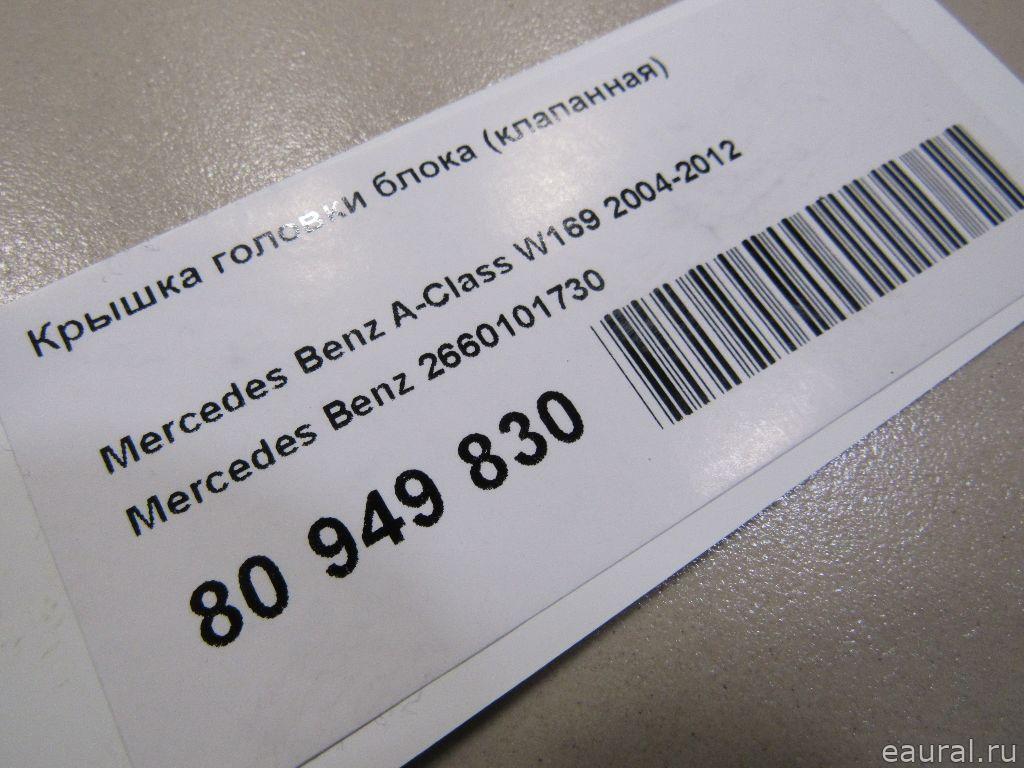 Крышка головки блока (клапанная)
Mercedes Benz A-Class W169 2004-2012
Mercedes Benz 2660101730
80 949 830
eaural.ru